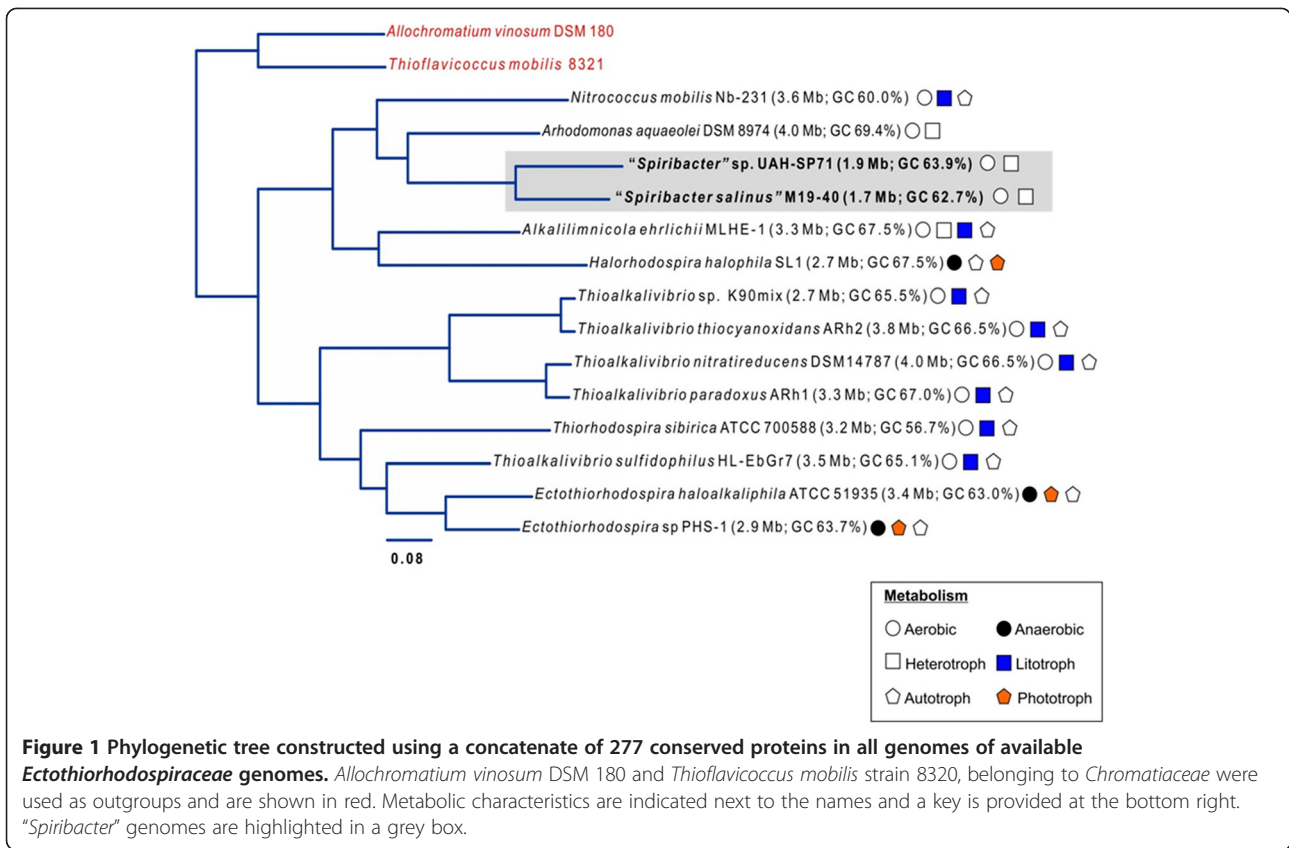 Allochromatium vinosum DSM 180
Thioflavicoccus mobilis 8321
Nitrococcus mobilis Nb-231 (3.6 Mb; GC 60.0%)
Arhodomonas aquaeolei DSM 8974 (4.0 Mb; GC 69.4%)
"Spiribacter" sp. UAH-SP71 (1.9 Mb; GC 63.9%)
"Spiribacter salinus" M19-40 (1.7 Mb; GC 62.7%)
Alkalilimnicola ehrlichii MLHE-1 (3.3 Mb; GC 67.5%)
Halorhodospira halophila SL1 (2.7 Mb; GC 67.5%)
Thioalkalivibrio sp. K90mix (2.7 Mb; GC 65.5%)
Thioalkalivibrio thiocyanoxidans ARh2 (3.8 Mb; GC 66.5%)
Thioalkalivibrio nitratireducens DSM14787 (4.0 Mb; GC 66.5%)
Thioalkalivibrio paradoxus ARh1 (3.3 Mb; GC 67.0%)
Thiorhodospira sibirica ATCC 700588 (3.2 Mb; GC 56.7%)
Thioalkalivibrio sulfidophilus HL-EbGr7 (3.5 Mb; GC 65.1%)
Ectothiorhodospira haloalkaliphila ATCC 51935 (3.4 Mb; GC 63.0%)
Ectothiorhodospira sp PHS-1 (2.9 Mb; GC 63.7%)
0.08
Metabolism
Aerobic Anaerobic
Heterotroph Litotroph
Autotroph Phototroph
Figure 1 Phylogenetic tree constructed using a concatenate of 277 conserved proteins in all genomes of available
Ectothiorhodospiraceae genomes. Allochromatium vinosum DSM 180 and Thioflavicoccus mobilis strain 8320, belonging to Chromatiaceae were
used as outgroups and are shown in red. Metabolic characteristics are indicated next to the names and a key is provided at the bottom right.
"Spiribacter" genomes are highlighted in a grey box.